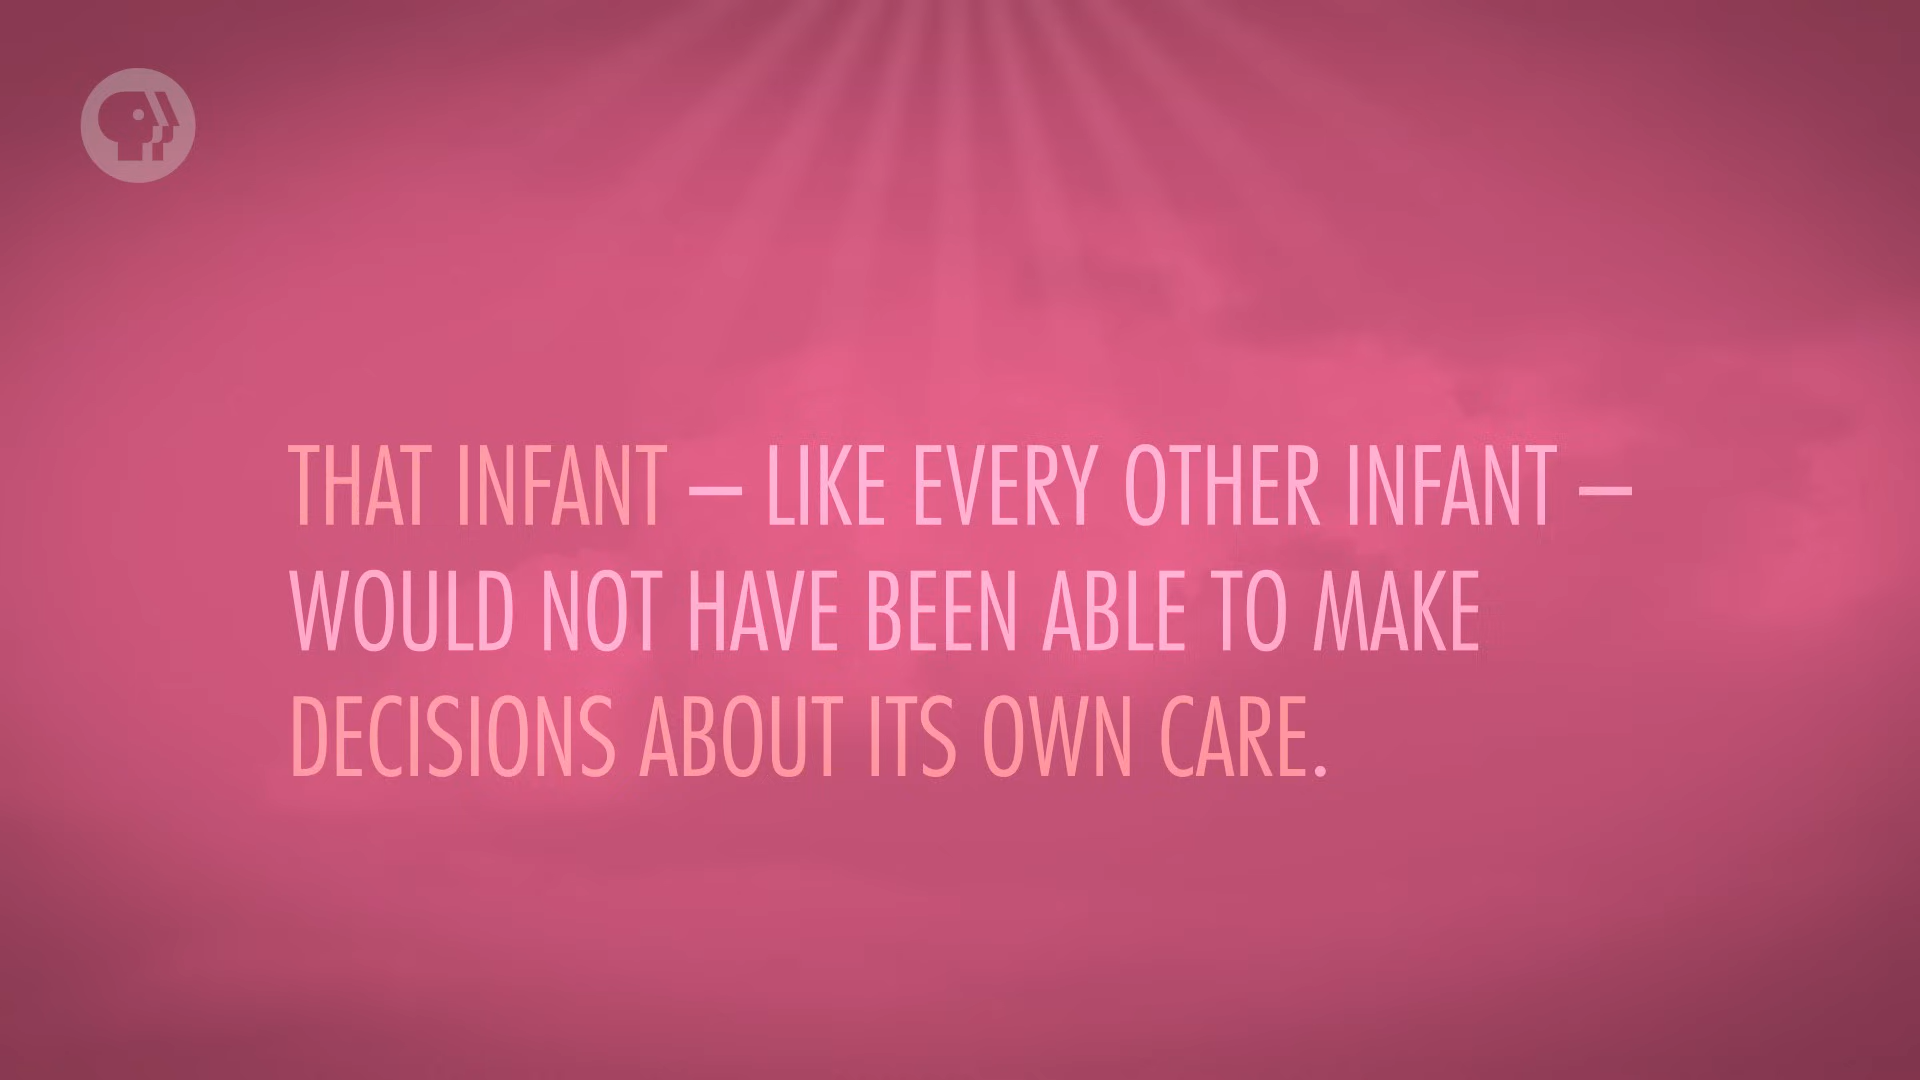 THAT INFANT – LIKE EVERY OTHER INFANT –
WOULD NOT HAVE BEEN ABLE TO MAKE
DECISIONS ABOUT ITS OWN CARE.